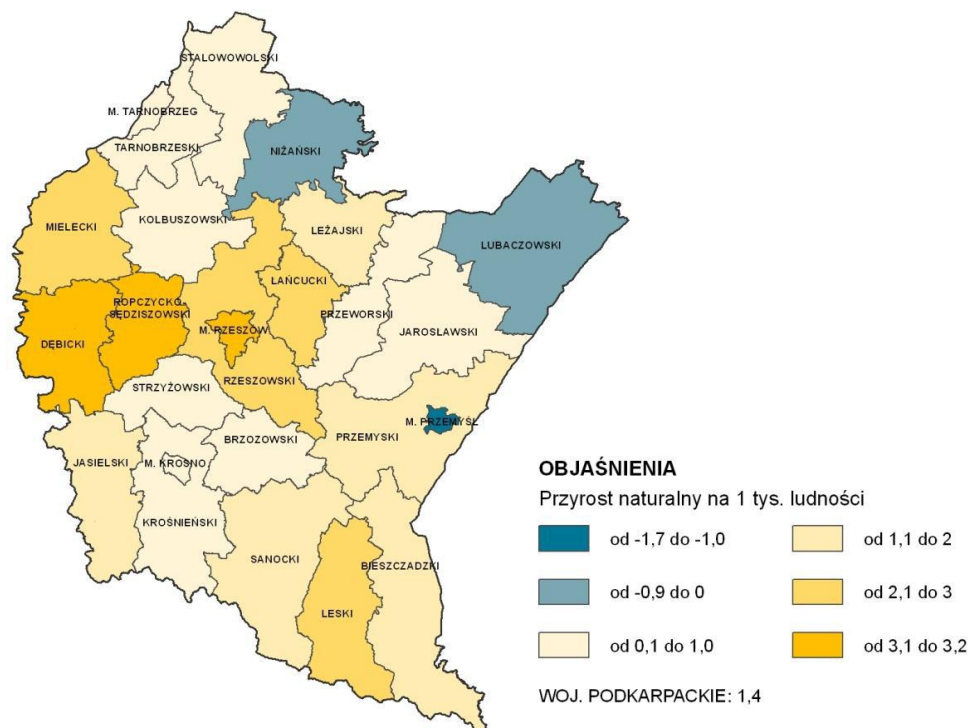 STALOWOWOLSKI
M. TARNOBRZEG
TARNOBRZESKI
NIŻAŃSKI
KOLBUSZOWSKI
MIELECKI
LEŻAJSKI
LUBACZOWSKI
ŁAŃCUCKI
ROPCZYCKO-
SĘDZISZOWSKI
PRZEWORSKI
M. RZESZÓW
JAROSŁAWSKI
DĘBICKI
RZESZOWSKI
STRZYŻOWSKI
M. PRZEMYŚL
BRZOZOWSKI
PRZEMYSKI
JASIELSKI
M. KROSNO
KROŚNIEŃSKI
SANOCKI
BIESZCZADZKI
LESKI
OBJAŚNIENIA
Przyrost naturalny na 1 tys. ludności
od -1,7 do -1,0
od 1,1 do 2
od -0,9 do 0
od 2,1 do 3
od 0,1 do 1,0
od 3,1 do 3,2
WOJ. PODKARPACKIE: 1,4